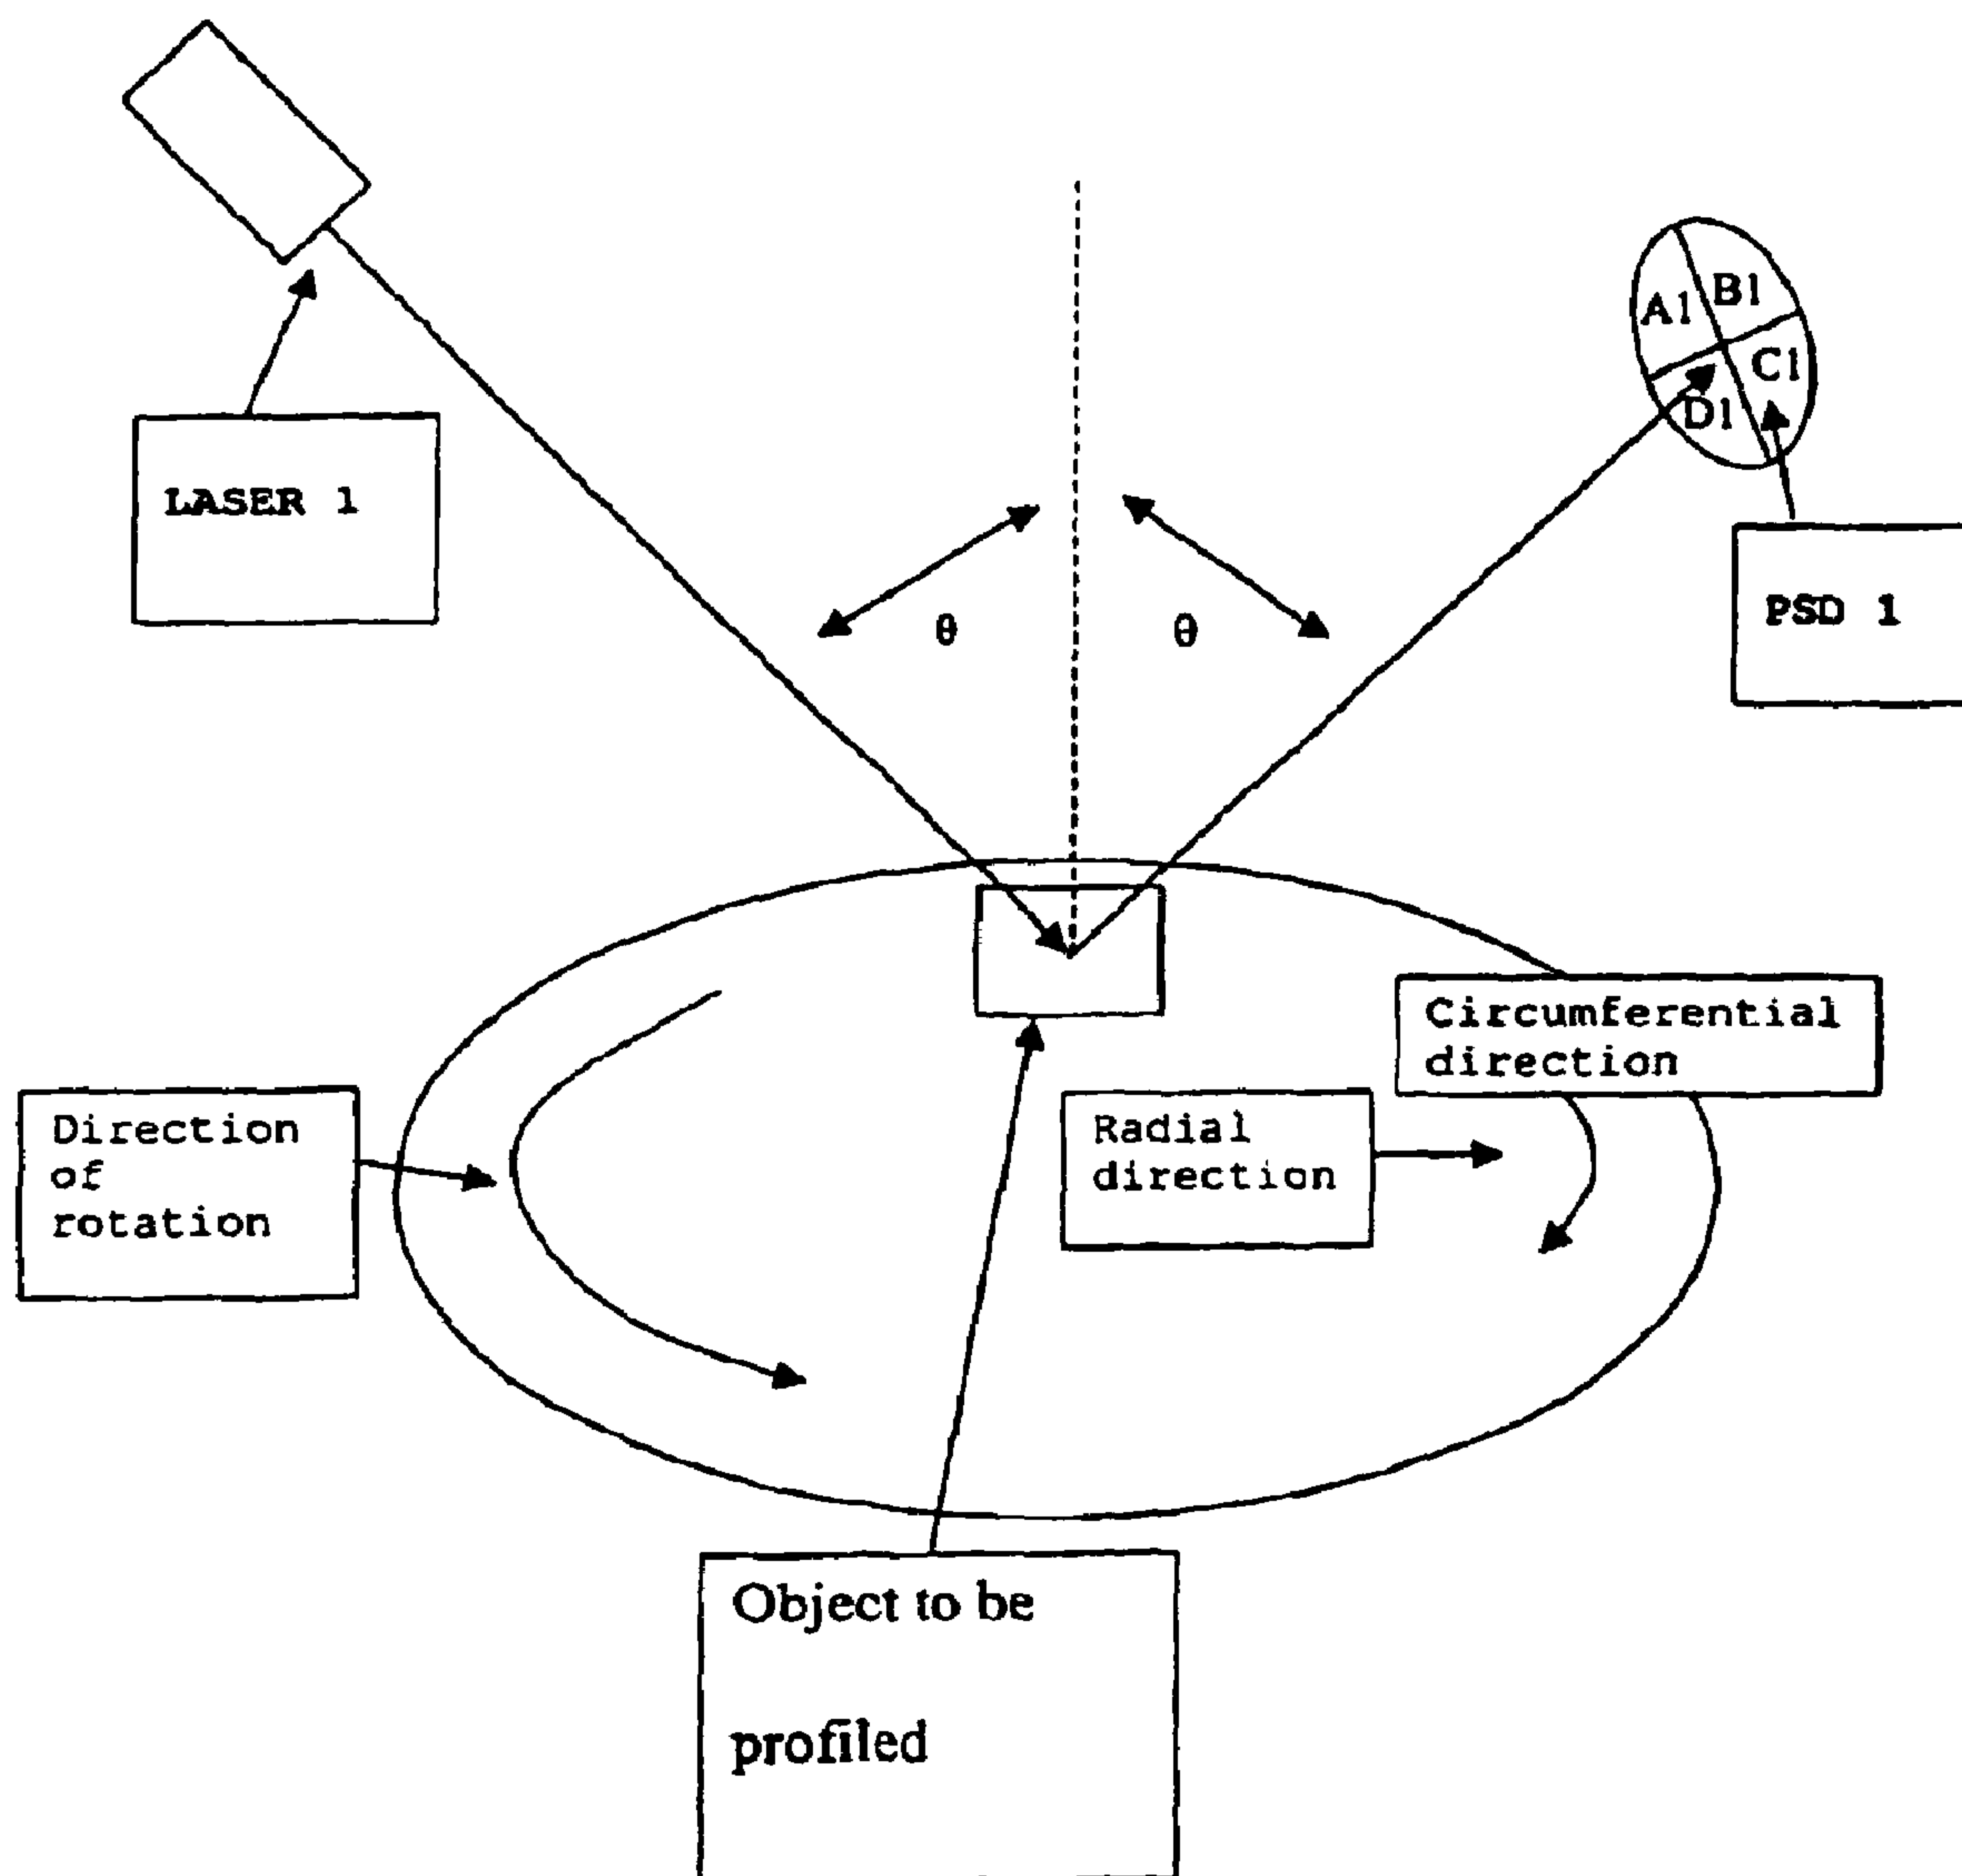 A1
B1
C1
D1
LASER 1
PSD 1
θ
θ
Circumferential
direction
Radial
direction
Direction
of
rotation
Object to be
profiled